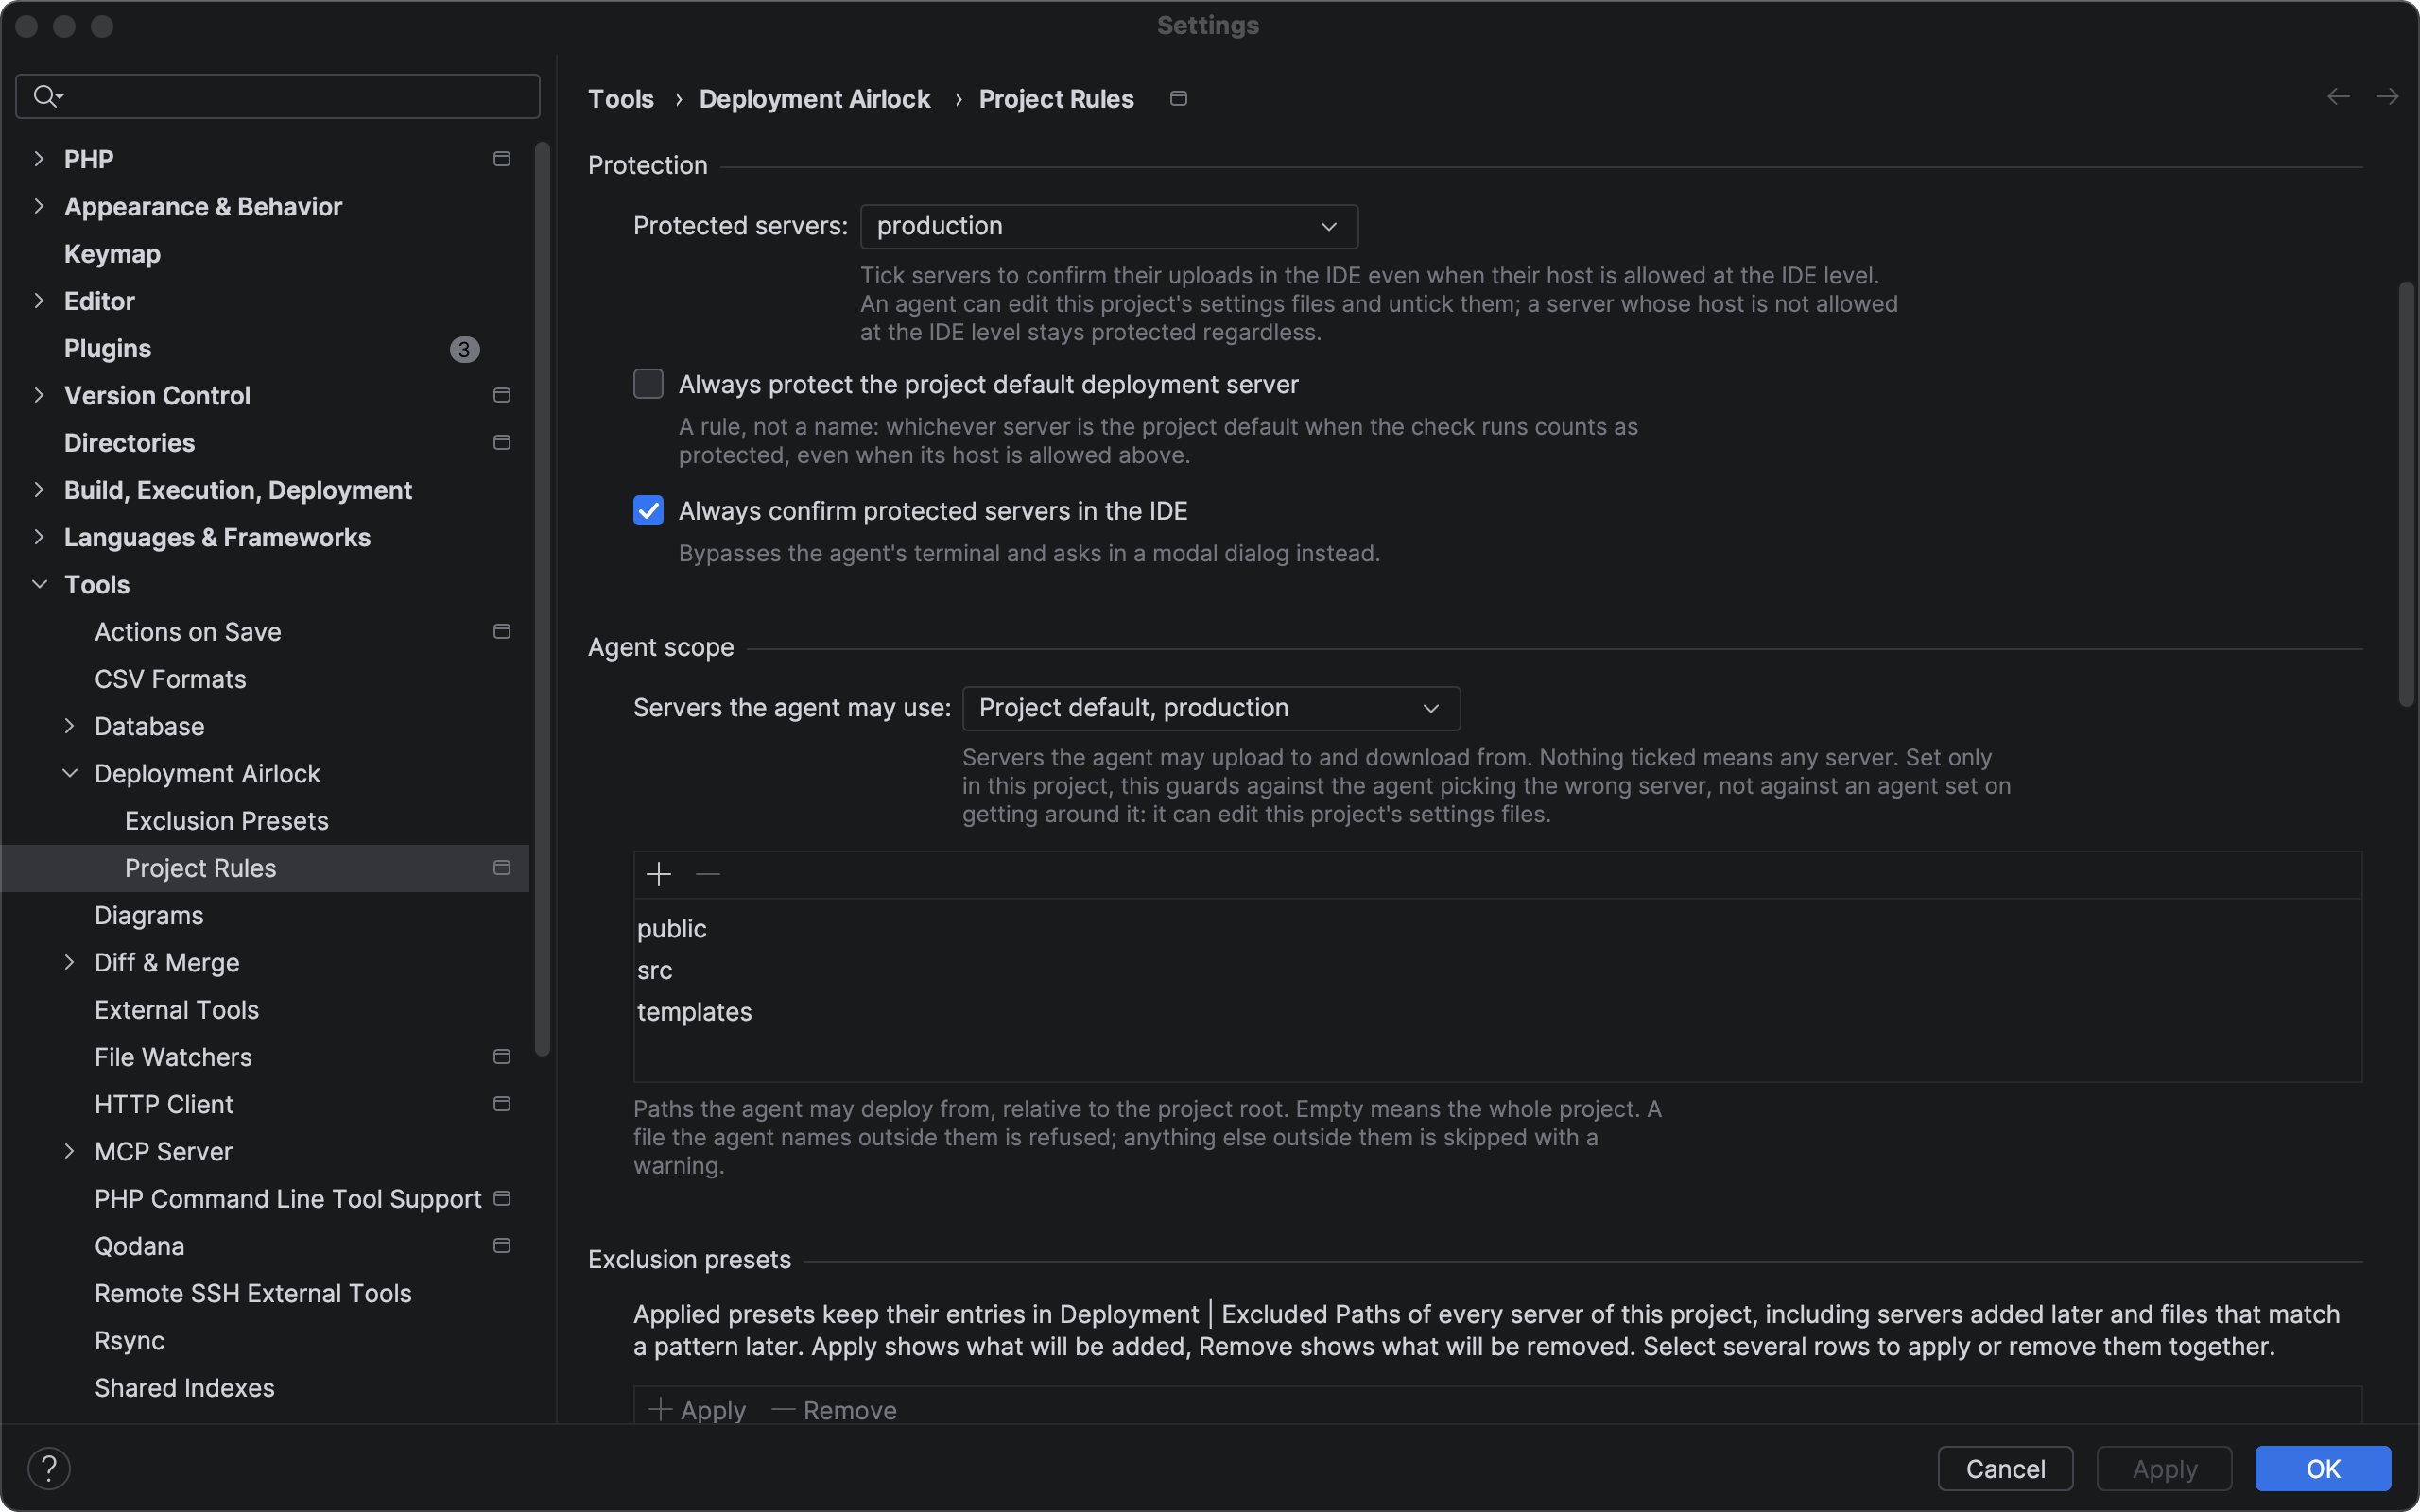 Settings
PHP
Appearance & Behavior
Keymap
Editor
Plugins 3
Version Control
Directories
Build, Execution, Deployment
Languages & Frameworks
Tools
Actions on Save
CSV Formats
Database
Deployment Airlock
Exclusion Presets
Project Rules
Diagrams
Diff & Merge
External Tools
File Watchers
HTTP Client
MCP Server
PHP Command Line Tool Support
Qodana
Remote SSH External Tools
Rsync
Shared Indexes
Tools › Deployment Airlock › Project Rules
Protection
Protected servers: production
Tick servers to confirm their uploads in the IDE even when their host is allowed at the IDE level.
An agent can edit this project's settings files and untick them; a server whose host is not allowed
at the IDE level stays protected regardless.
Always protect the project default deployment server
A rule, not a name: whichever server is the project default when the check runs counts as
protected, even when its host is allowed above.
Always confirm protected servers in the IDE
Bypasses the agent's terminal and asks in a modal dialog instead.
Agent scope
Servers the agent may use: Project default, production
Servers the agent may upload to and download from. Nothing ticked means any server. Set only
in this project, this guards against the agent picking the wrong server, not against an agent set on
getting around it: it can edit this project's settings files.
public
src
templates
Paths the agent may deploy from, relative to the project root. Empty means the whole project. A
file the agent names outside them is refused; anything else outside them is skipped with a
warning.
Exclusion presets
Applied presets keep their entries in Deployment | Excluded Paths of every server of this project, including servers added later and files that match
a pattern later. Apply shows what will be added, Remove shows what will be removed. Select several rows to apply or remove them together.
Apply Remove
? Cancel Apply OK